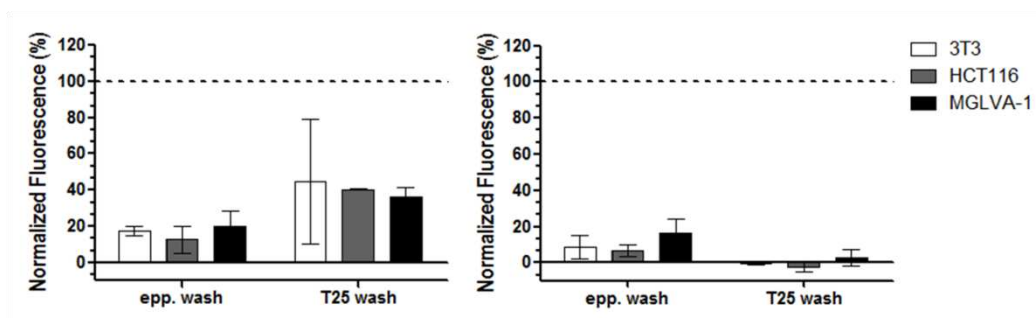 Normalized Fluorescence (%)
120
100
80
60
40
20
0
epp. wash
T25 wash
Normalized Fluorescence (%)
120
100
80
60
40
20
0
epp. wash
T25 wash
3T3
HCT116
MGLVA-1